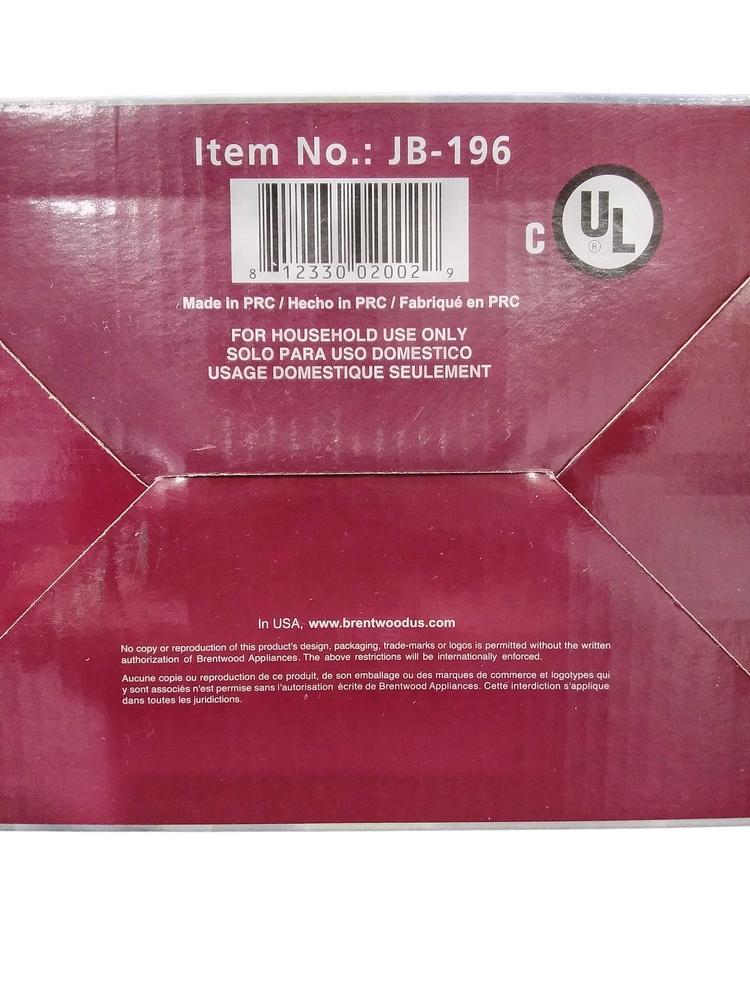 Item No.: JB-196
8 12330 02002 9
C UL ®
Made in PRC / Hecho in PRC / Fabriqué en PRC
FOR HOUSEHOLD USE ONLY
SOLO PARA USO DOMESTICO
USAGE DOMESTIQUE SEULEMENT
In USA, www.brentwoodus.com
No copy or reproduction of this product's design, packaging, trade-marks or logos is permitted without the written
authorization of Brentwood Appliances. The above restrictions will be internationally enforced.
Aucune copie ou reproduction de ce produit, de son emballage ou des marques de commerce et logotypes qui
y sont associés n'est permise sans l'autorisation écrite de Brentwood Appliances. Cette interdiction s'applique
dans toutes les juridictions.